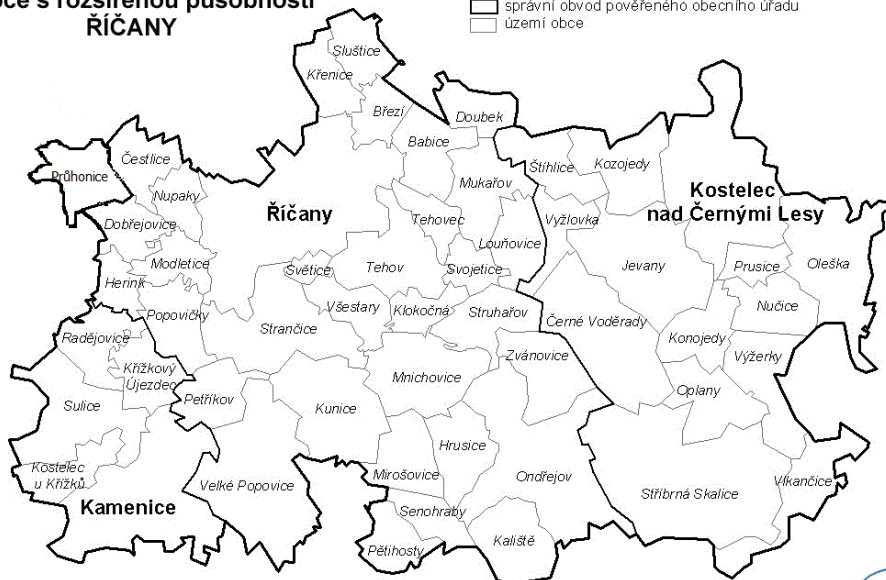 s rozšířenou působností
ŘÍČANY
správní obvod pověřeného obecního úřadu
území obce
Sluštice
Křenice
Březí
Doubek
Babice
Čestlice
Průhonice
Nupaky
Mukařov
Štíhlice
Kozojedy
Říčany
Kostelec
nad Černými Lesy
Dobřejovice
Tehovec
Vyžlovka
Louňovice
Modletice
Světice
Tehov
Svojetice
Jevany
Prusice
Oleška
Herink
Popovičky
Všestary
Klokočná
Struhařov
Nučice
Strančice
Černé Voděrady
Radějovice
Konojedy
Zvánovice
Výžerky
Křížkový
Újezdec
Mnichovice
Petříkov
Oplany
Sulice
Kunice
Hrusice
Kostelec
u Křížků
Mirošovice
Ondřejov
Velké Popovice
Stříbrná Skalice
Vlkančice
Kamenice
Senohraby
Kaliště
Pětihosty